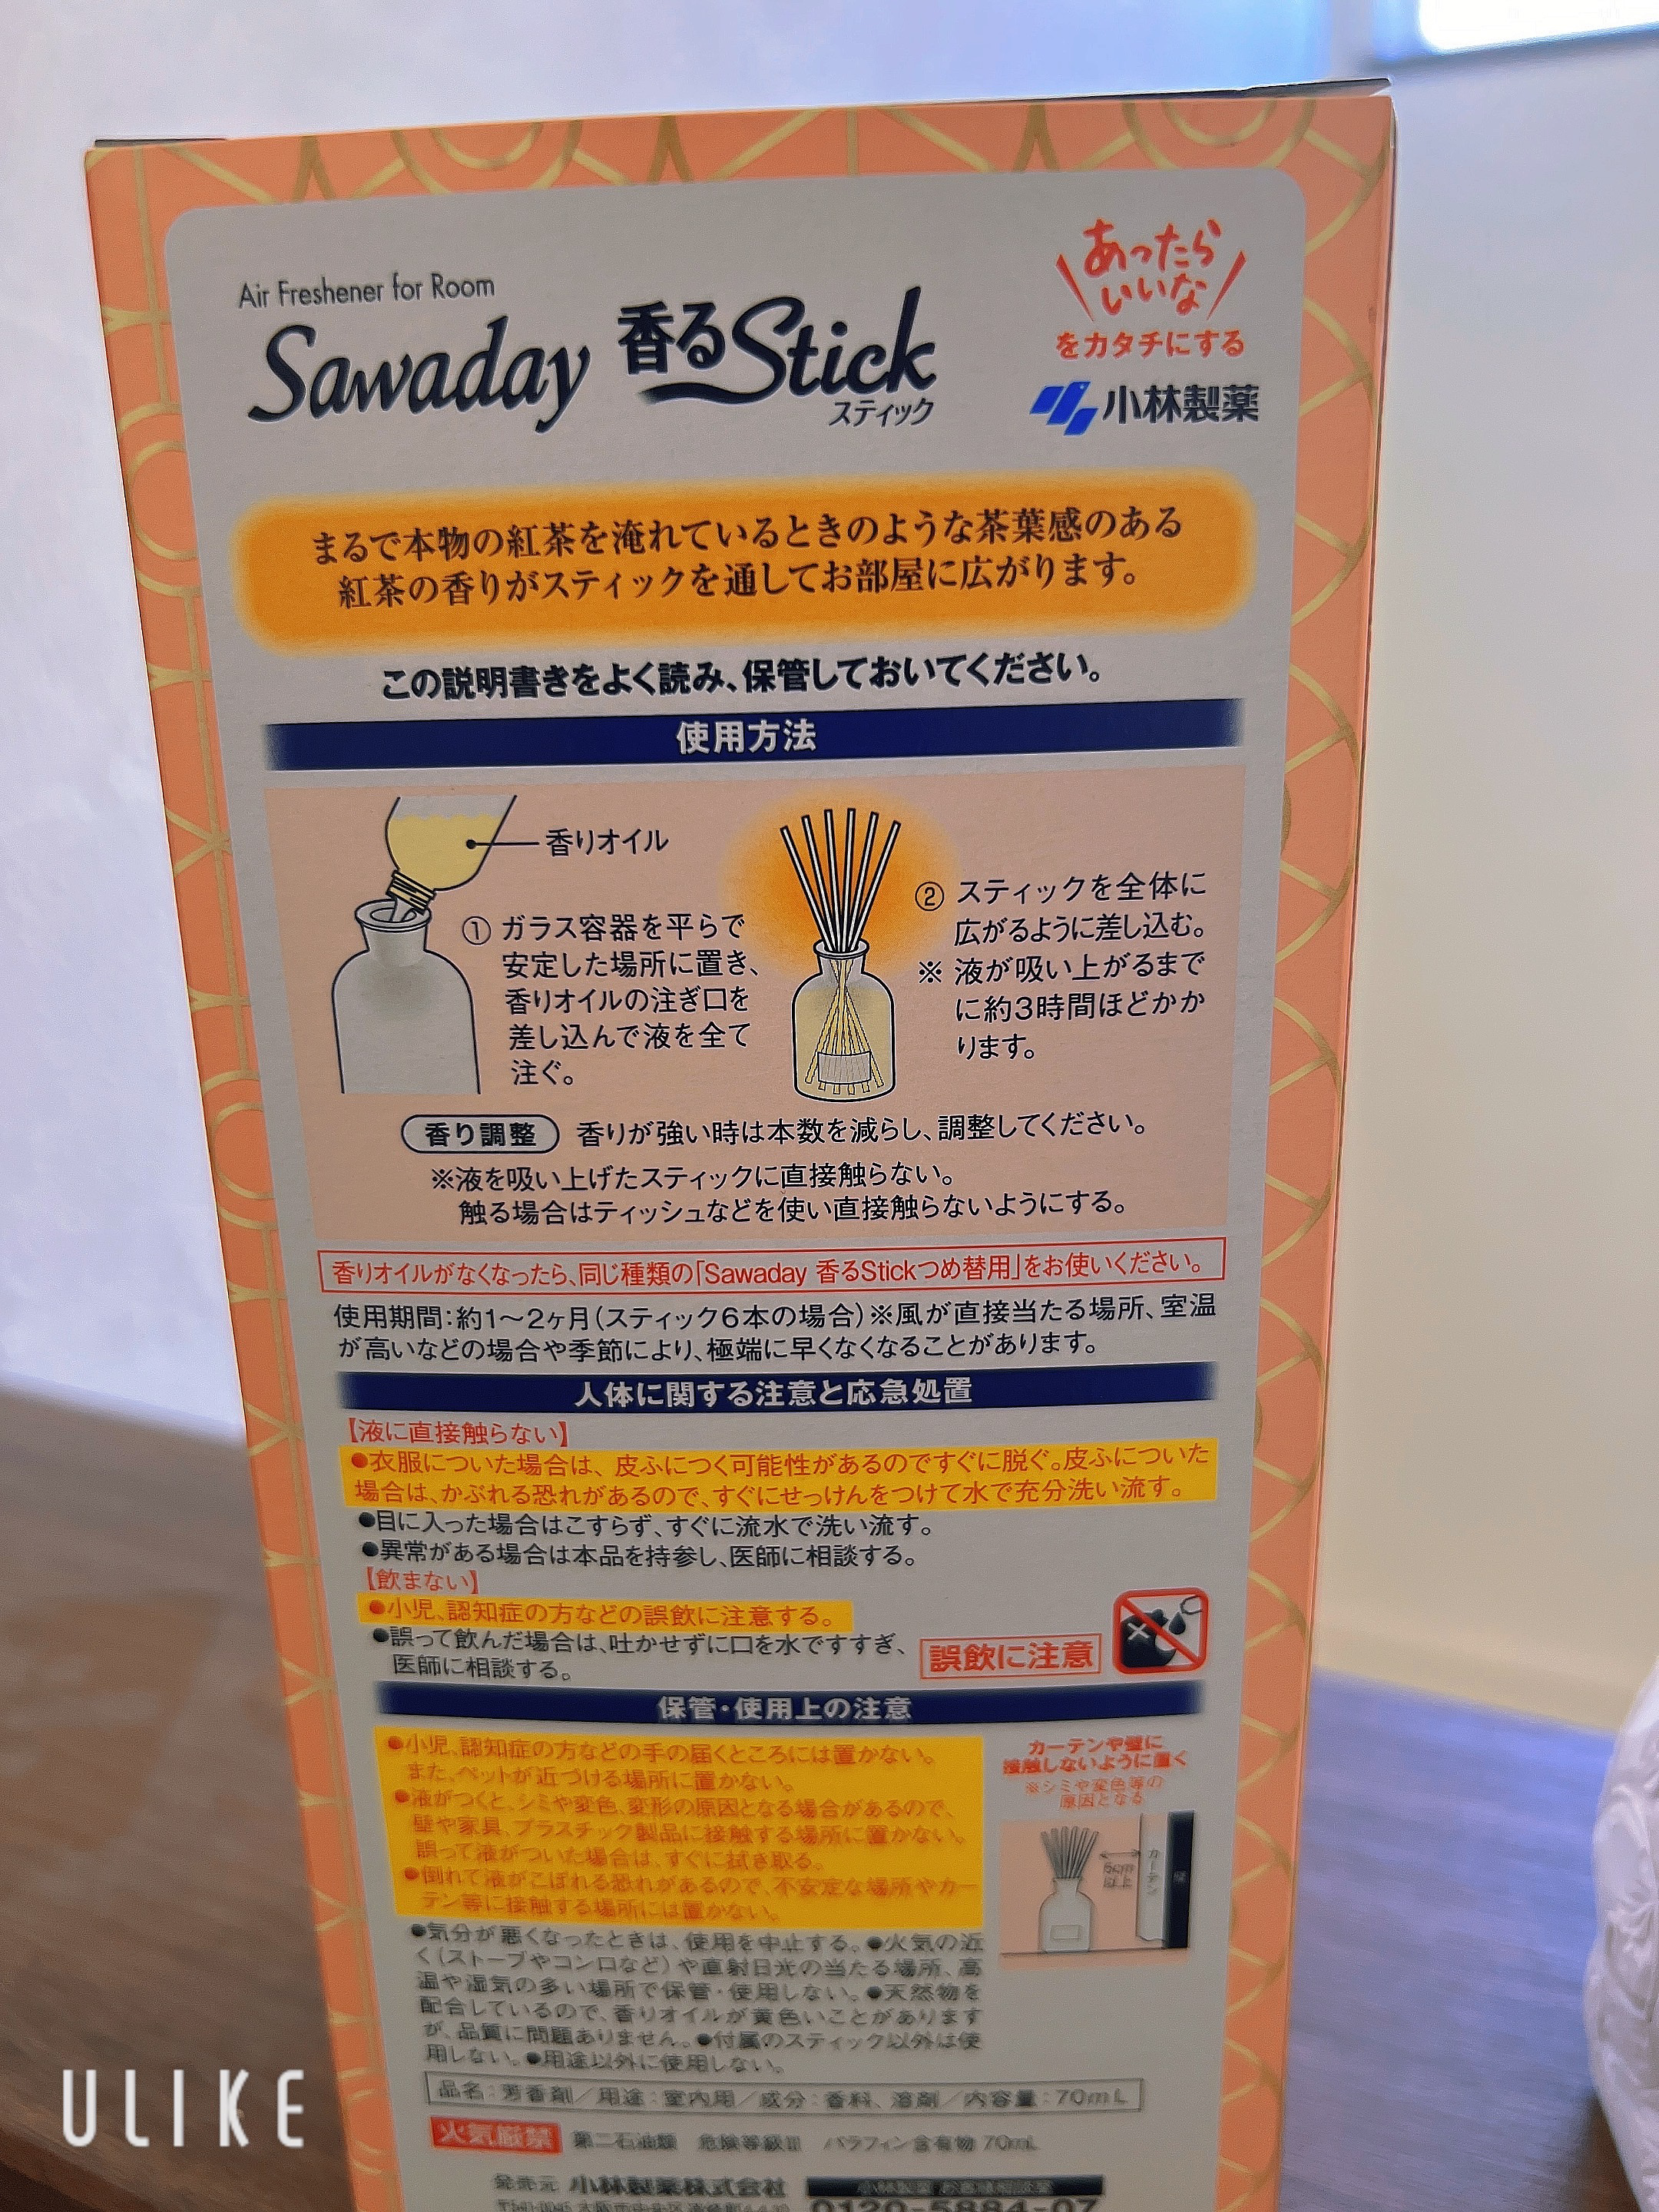 Air Freshener for Room
Sawaday 香るStick
スティック
あったら
いいな
をカタチにする
小林製薬
まるで本物の紅茶を淹れているときのような茶葉感のある
紅茶の香りがスティックを通してお部屋に広がります。
この説明書きをよく読み、保管しておいてください。
使用方法
香りオイル
① ガラス容器を平らで
安定した場所に置き、
香りオイルの注ぎ口を
差し込んで液を全て
注ぐ。
② スティックを全体に
広がるように差し込む。
※ 液が吸い上がるまで
に約3時間ほどかか
ります。
香り調整 香りが強い時は本数を減らし、調整してください。
※液を吸い上げたスティックに直接触らない。
触る場合はティッシュなどを使い直接触らないようにする。
香りオイルがなくなったら、同じ種類の「Sawaday 香るStickつめ替用」をお使いください。
使用期間:約1～2ヶ月(スティック6本の場合)※風が直接当たる場所、室温
が高いなどの場合や季節により、極端に早くなくなることがあります。
人体に関する注意と応急処置
【液に直接触らない】
●衣服についた場合は、皮ふにつく可能性があるのですぐに脱ぐ。皮ふについた
場合は、かぶれる恐れがあるので、すぐにせっけんをつけて水で充分洗い流す。
●目に入った場合はこすらず、すぐに流水で洗い流す。
●異常がある場合は本品を持参し、医師に相談する。
【飲まない】
●小児、認知症の方などの誤飲に注意する。
●誤って飲んだ場合は、吐かせずに口を水ですすぎ、
医師に相談する。
誤飲に注意
保管・使用上の注意
●小児、認知症の方などの手の届くところには置かない。
また、ペットが近づける場所に置かない。
●液がつくと、シミや変色、変形の原因となる場合があるので、
壁や家具、プラスチック製品に接触する場所に置かない。
誤って液がついた場合は、すぐに拭き取る。
●倒れて液がこぼれる恐れがあるので、不安定な場所やカー
テン等に接触する場所には置かない。
カーテンや壁に
接触しないように置く
※シミや変色等の
原因となる
5cm
以上
カーテン
壁
●気分が悪くなったときは、使用を中止する。●火気の近
く(ストーブやコンロなど)や直射日光の当たる場所、高
温や湿気の多い場所で保管・使用しない。●天然物を
配合しているので、香りオイルが黄色いことがあります
が、品質に問題ありません。●付属のスティック以外は使
用しない。●用途以外に使用しない。
品名:芳香剤/用途:室内用/成分:香料、溶剤/内容量:70mL
火気厳禁 第二石油類 危険等級Ⅲ パラフィン含有物 70mL
発売元 小林製薬株式会社
小林製薬 お客様相談室
0120-5884-07
ULIKE